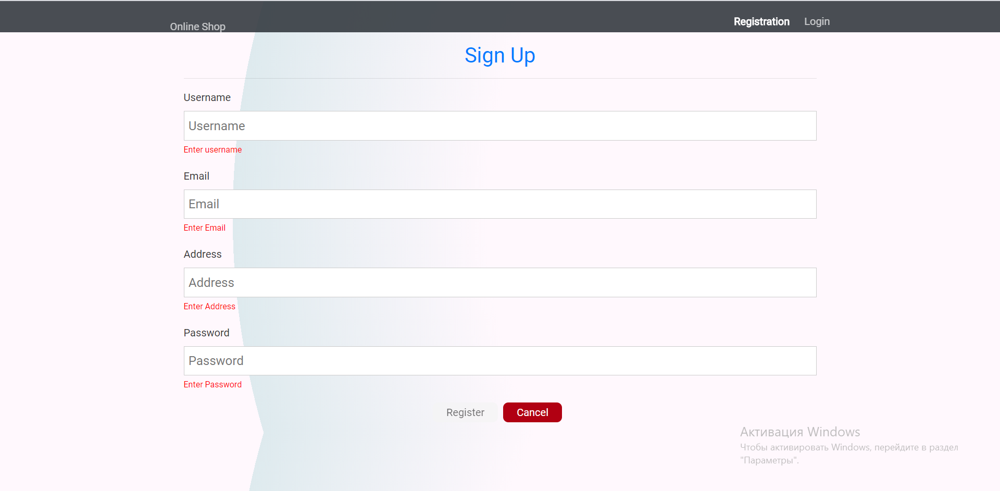 Online Shop
Registration
Login
Sign Up
Username
Username
Enter username
Email
Email
Enter Email
Address
Address
Enter Address
Password
Password
Enter Password
Register
Cancel
Активация Windows
Чтобы активировать Windows, перейдите в раздел
"Параметры".